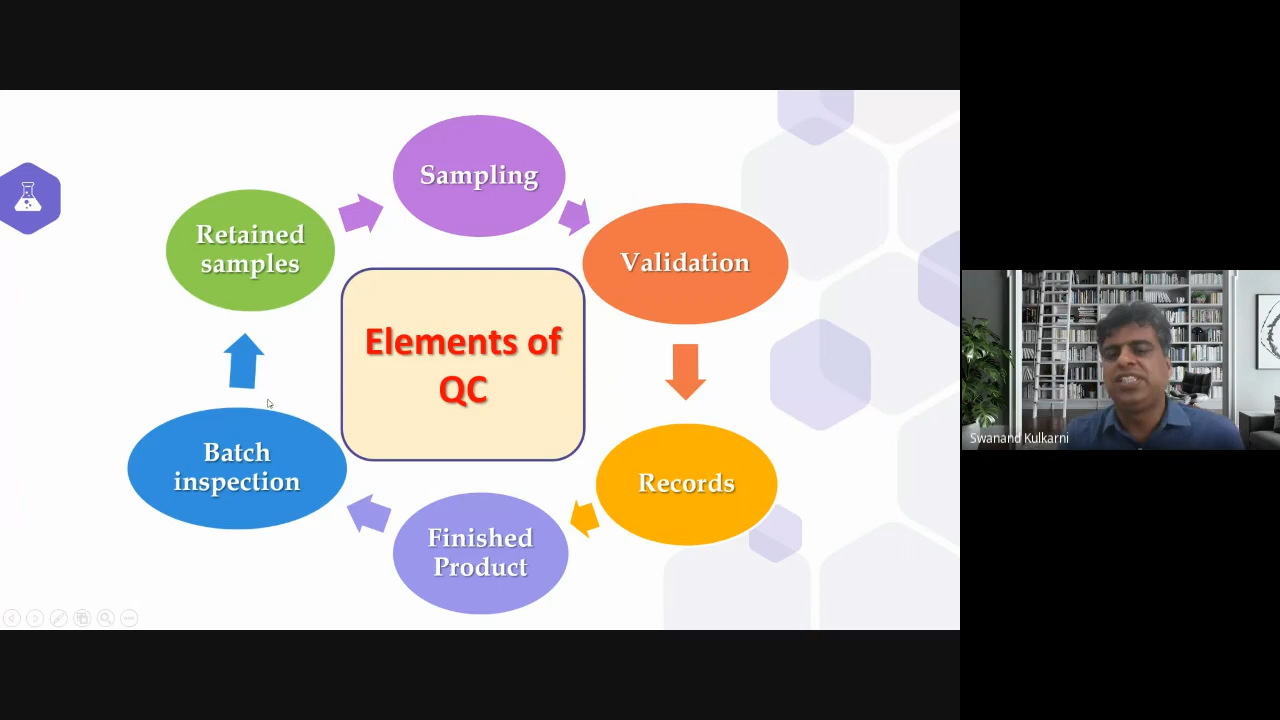 Sampling
Retained
samples
Validation
Elements of
QC
Batch
inspection
Records
Finished
Product
Swanand Kulkarni